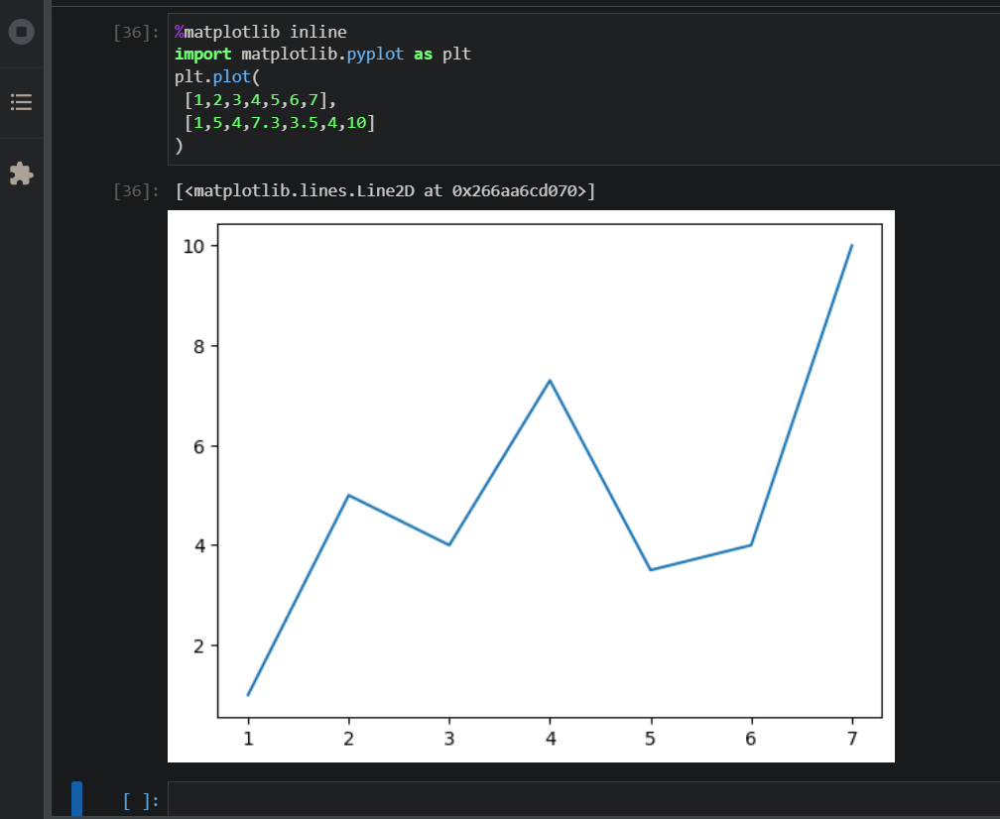 [36]: %matplotlib inline
import matplotlib.pyplot as plt
plt.plot(
 [1,2,3,4,5,6,7],
 [1,5,4,7.3,3.5,4,10]
)
[36]: [<matplotlib.lines.Line2D at 0x266aa6cd070>]
10
8
6
4
2
1 2 3 4 5 6 7
[ ]: